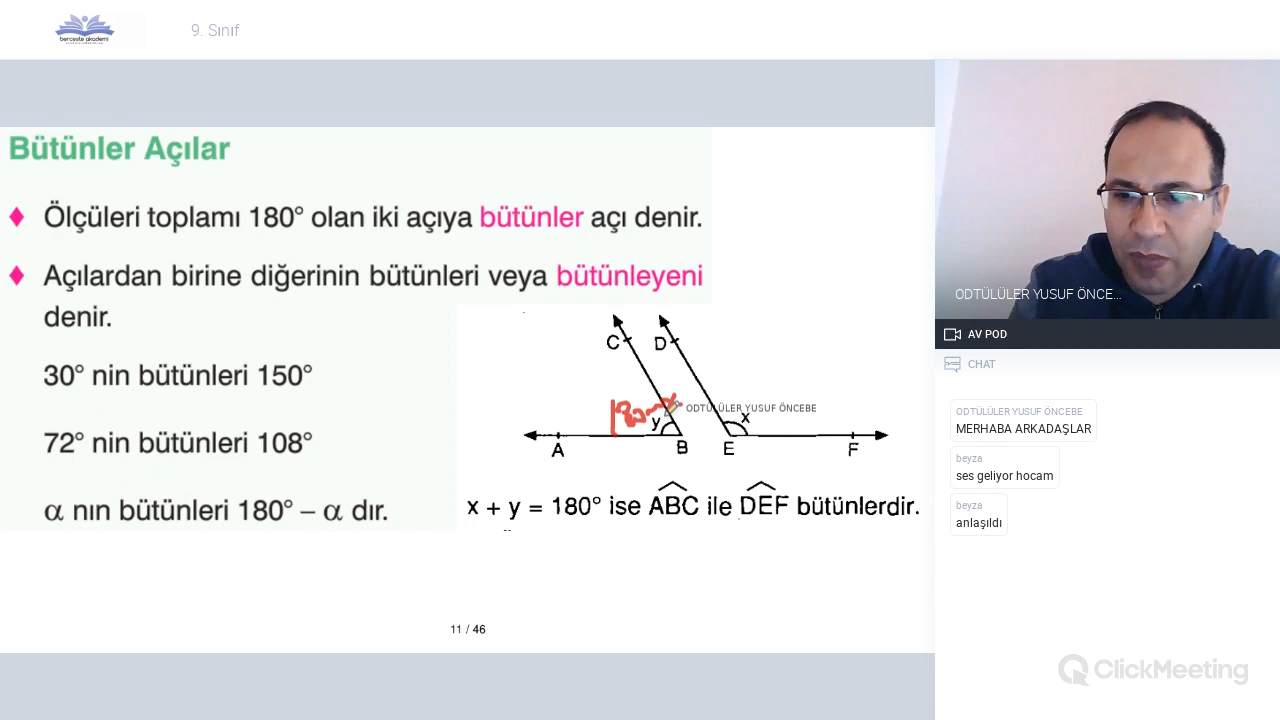 berceste akademi
9. Sınıf
Bütünler Açılar
♦ Ölçüleri toplamı 180° olan iki açıya bütünler açı denir.
♦ Açılardan birine diğerinin bütünleri veya bütünleyeni
denir.
30° nin bütünleri 150°
72° nin bütünleri 108°
α nın bütünleri 180° – α dır.
C
D
ODTÜLÜLER YUSUF ÖNCEBE
180-x
y
x
A
B
E
F
x + y = 180° ise ABC ile DEF bütünlerdir.
11 / 46
ODTÜLÜLER YUSUF ÖNCE...
AV POD
CHAT
ODTÜLÜLER YUSUF ÖNCEBE
MERHABA ARKADAŞLAR
beyza
ses geliyor hocam
beyza
anlaşıldı
ClickMeeting